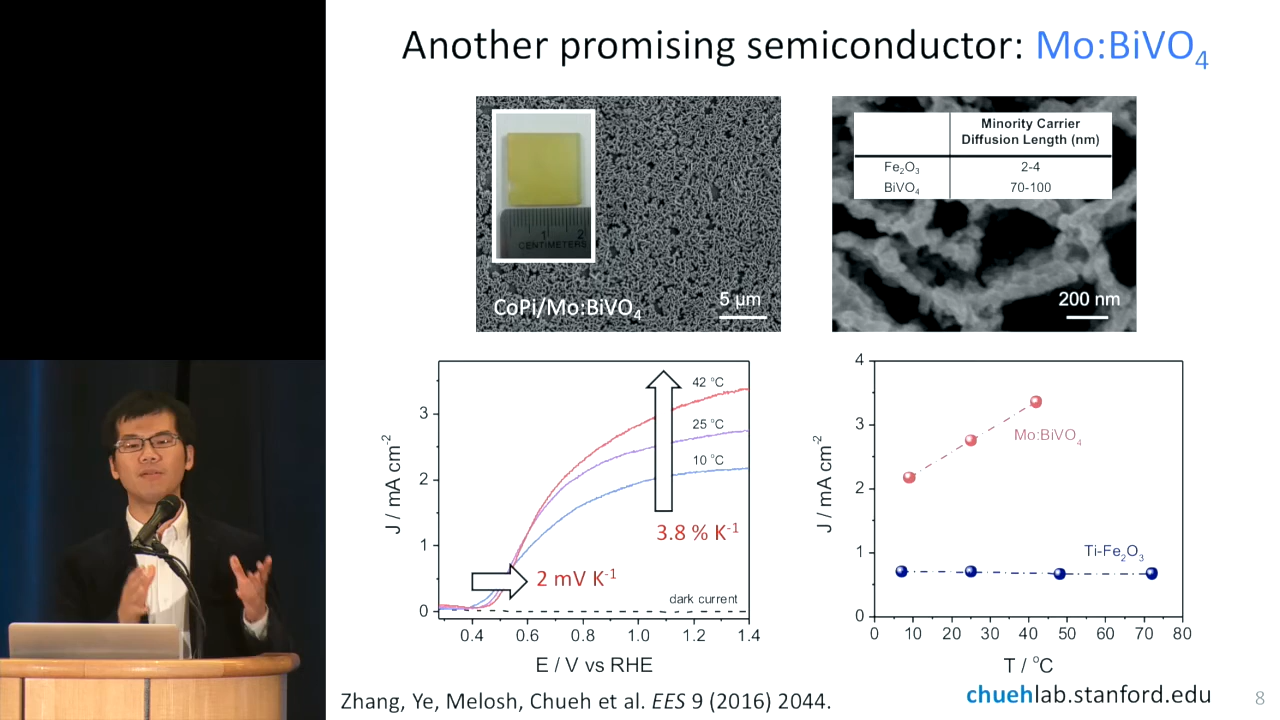 Another promising semiconductor: Mo:BiVO₄
1 2
CENTIMETERS
CoPi/Mo:BiVO₄
5 µm
Minority Carrier
Diffusion Length (nm)
Fe₂O₃ 2-4
BiVO₄ 70-100
200 nm
J / mA cm⁻²
3
2
1
0
42 °C
25 °C
10 °C
3.8 % K⁻¹
2 mV K⁻¹
dark current
0.4 0.6 0.8 1.0 1.2 1.4
E / V vs RHE
J / mA cm⁻²
4
3
2
1
0
Mo:BiVO₄
Ti-Fe₂O₃
0 10 20 30 40 50 60 70 80
T / °C
Zhang, Ye, Melosh, Chueh et al. EES 9 (2016) 2044.
chuehlab.stanford.edu
8